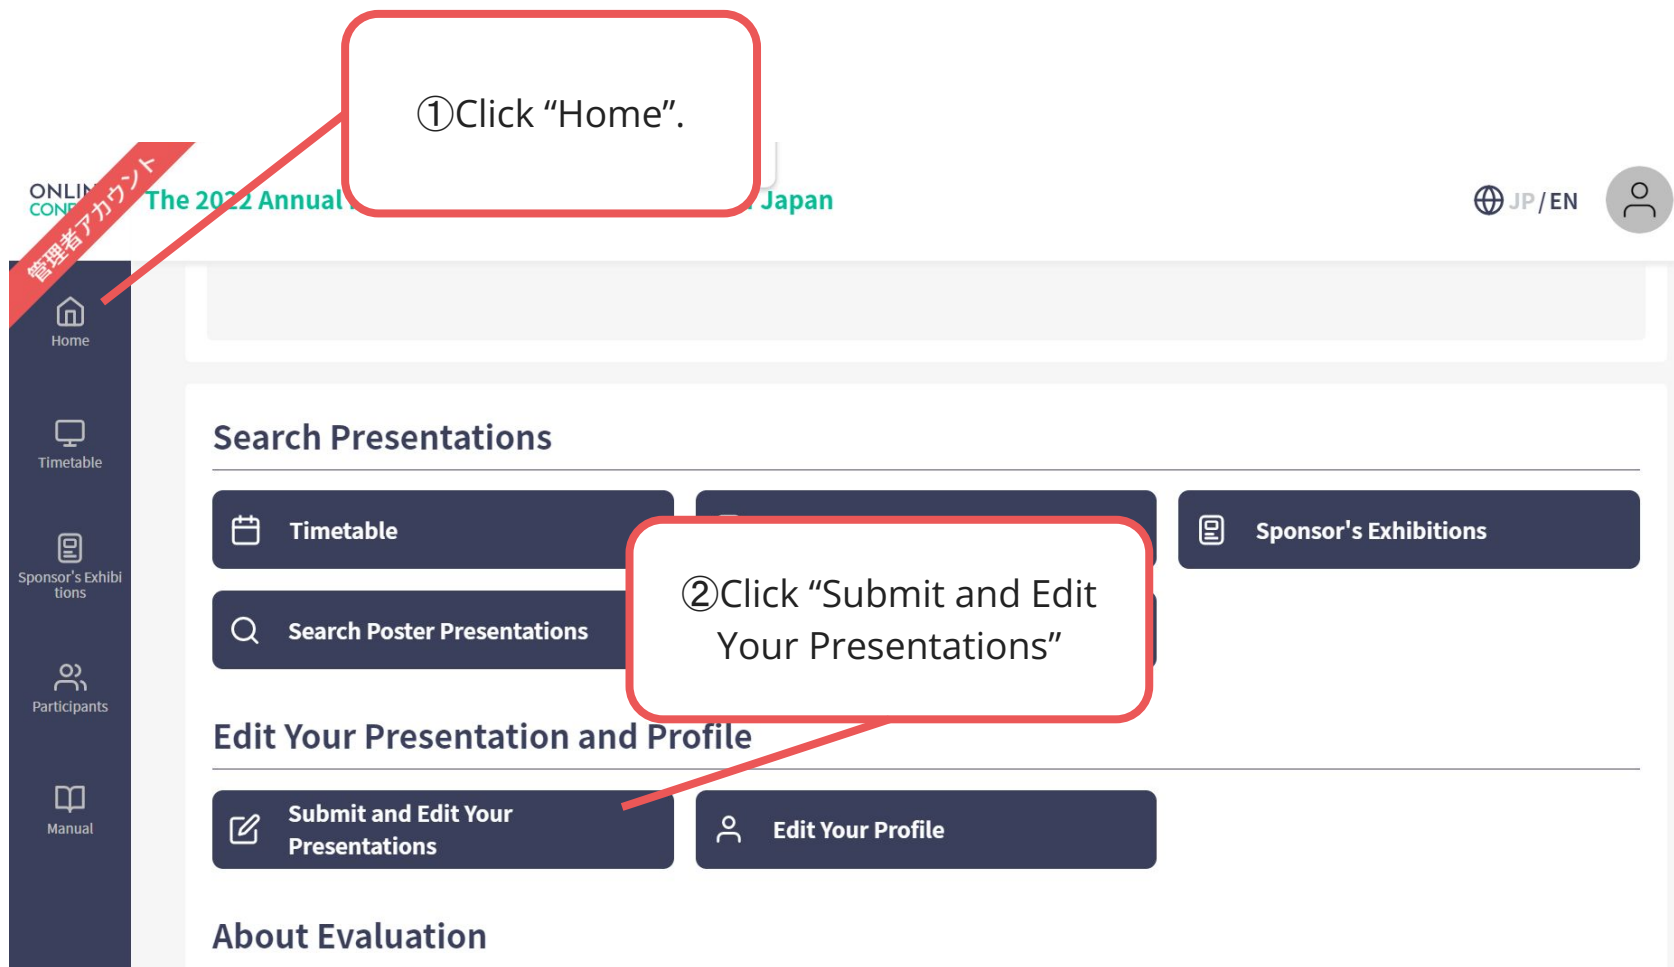 ①Click “Home”.
ONLIN
CONF
管理者アカウント
The 2022 Annual
Japan
JP/EN
Home
Timetable
Sponsor's Exhibi
tions
Participants
Manual
Search Presentations
Timetable
Sponsor's Exhibitions
Search Poster Presentations
②Click “Submit and Edit
Your Presentations”
Edit Your Presentation and Profile
Submit and Edit Your
Presentations
Edit Your Profile
About Evaluation